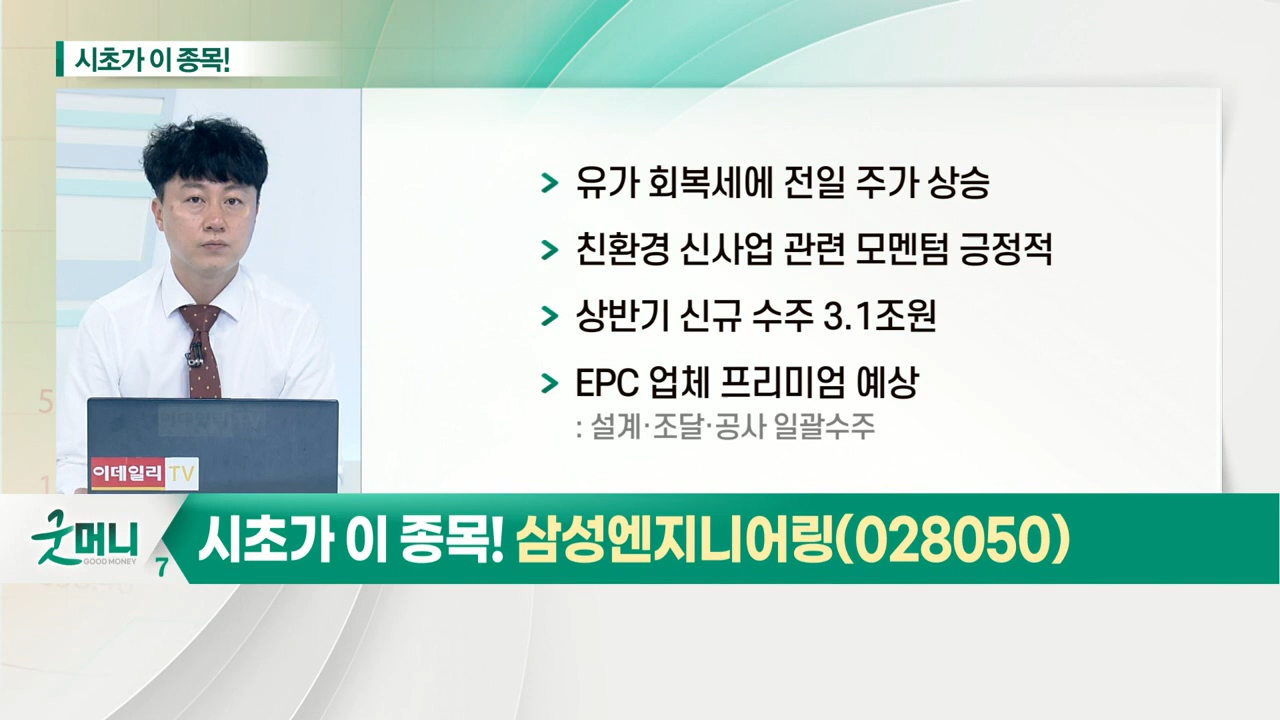 시초가 이 종목!
> 유가 회복세에 전일 주가 상승
> 친환경 신사업 관련 모멘텀 긍정적
> 상반기 신규 수주 3.1조원
> EPC 업체 프리미엄 예상
: 설계·조달·공사 일괄수주
이데일리 TV
굿머니
GOOD MONEY
7
시초가 이 종목! 삼성엔지니어링(028050)